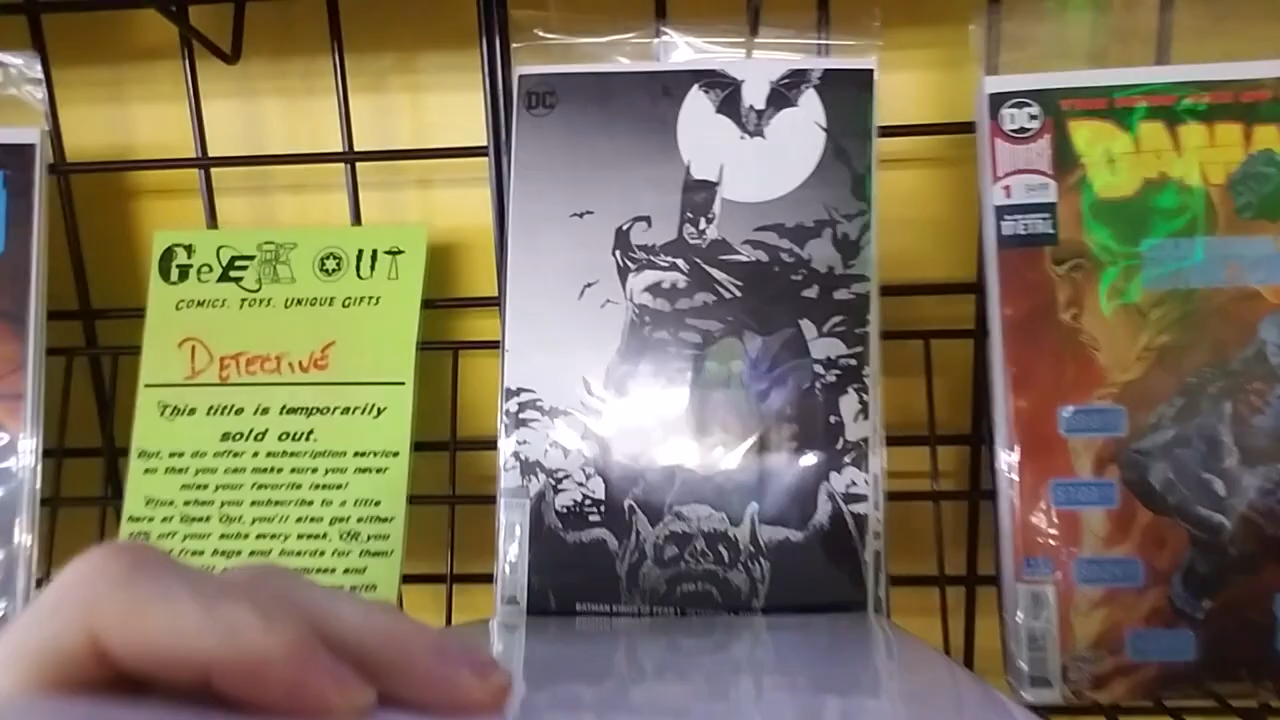 GeEK OUT
COMICS. TOYS. UNIQUE GIFTS
DETECTIVE
This title is temporarily
sold out.
But, we do offer a subscription service
so that you can make sure you never
miss your favorite issue!
Plus, when you subscribe to a title
here at Geek Out, you'll also get either
10% off your subs every week, OR you
free bags and boards for them!
and
with
DC
BATMAN KINGS OF FEAR 1
DC
1
METAL